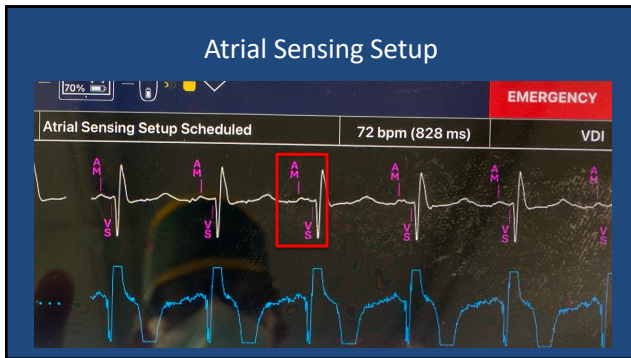 Atrial Sensing Setup
70%
EMERGENCY
Atrial Sensing Setup Scheduled 72 bpm (828 ms) VDI
AM AM AM AM AM AM
VS VS VS VS VS VS